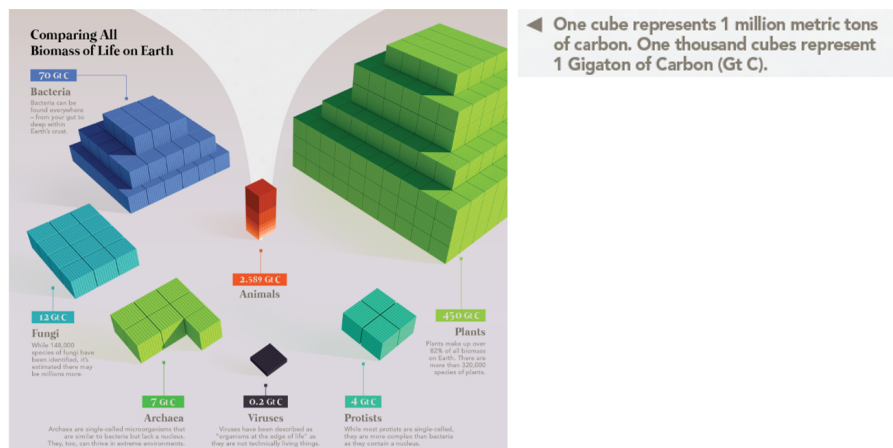 Comparing All
Biomass of Life on Earth
70 Gt C
Bacteria
Bacteria can be
found everywhere
– from your gut to
deep within
Earth's crust.
2.589 Gt C
Animals
450 Gt C
Plants
Plants make up over
82% of all biomass
on Earth. There are
more than 320,000
species of plants.
12 Gt C
Fungi
While 148,000
species of fungi have
been identified, it's
estimated there may
be millions more.
7 Gt C
Archaea
Archaea are single-celled microorganisms that
are similar to bacteria but lack a nucleus.
They, too, can thrive in extreme environments.
0.2 Gt C
Viruses
Viruses have been described as
"organisms at the edge of life" as
they are not technically living things.
4 Gt C
Protists
While most protists are single-celled,
they are more complex than bacteria
as they contain a nucleus.
One cube represents 1 million metric tons
of carbon. One thousand cubes represent
1 Gigaton of Carbon (Gt C).